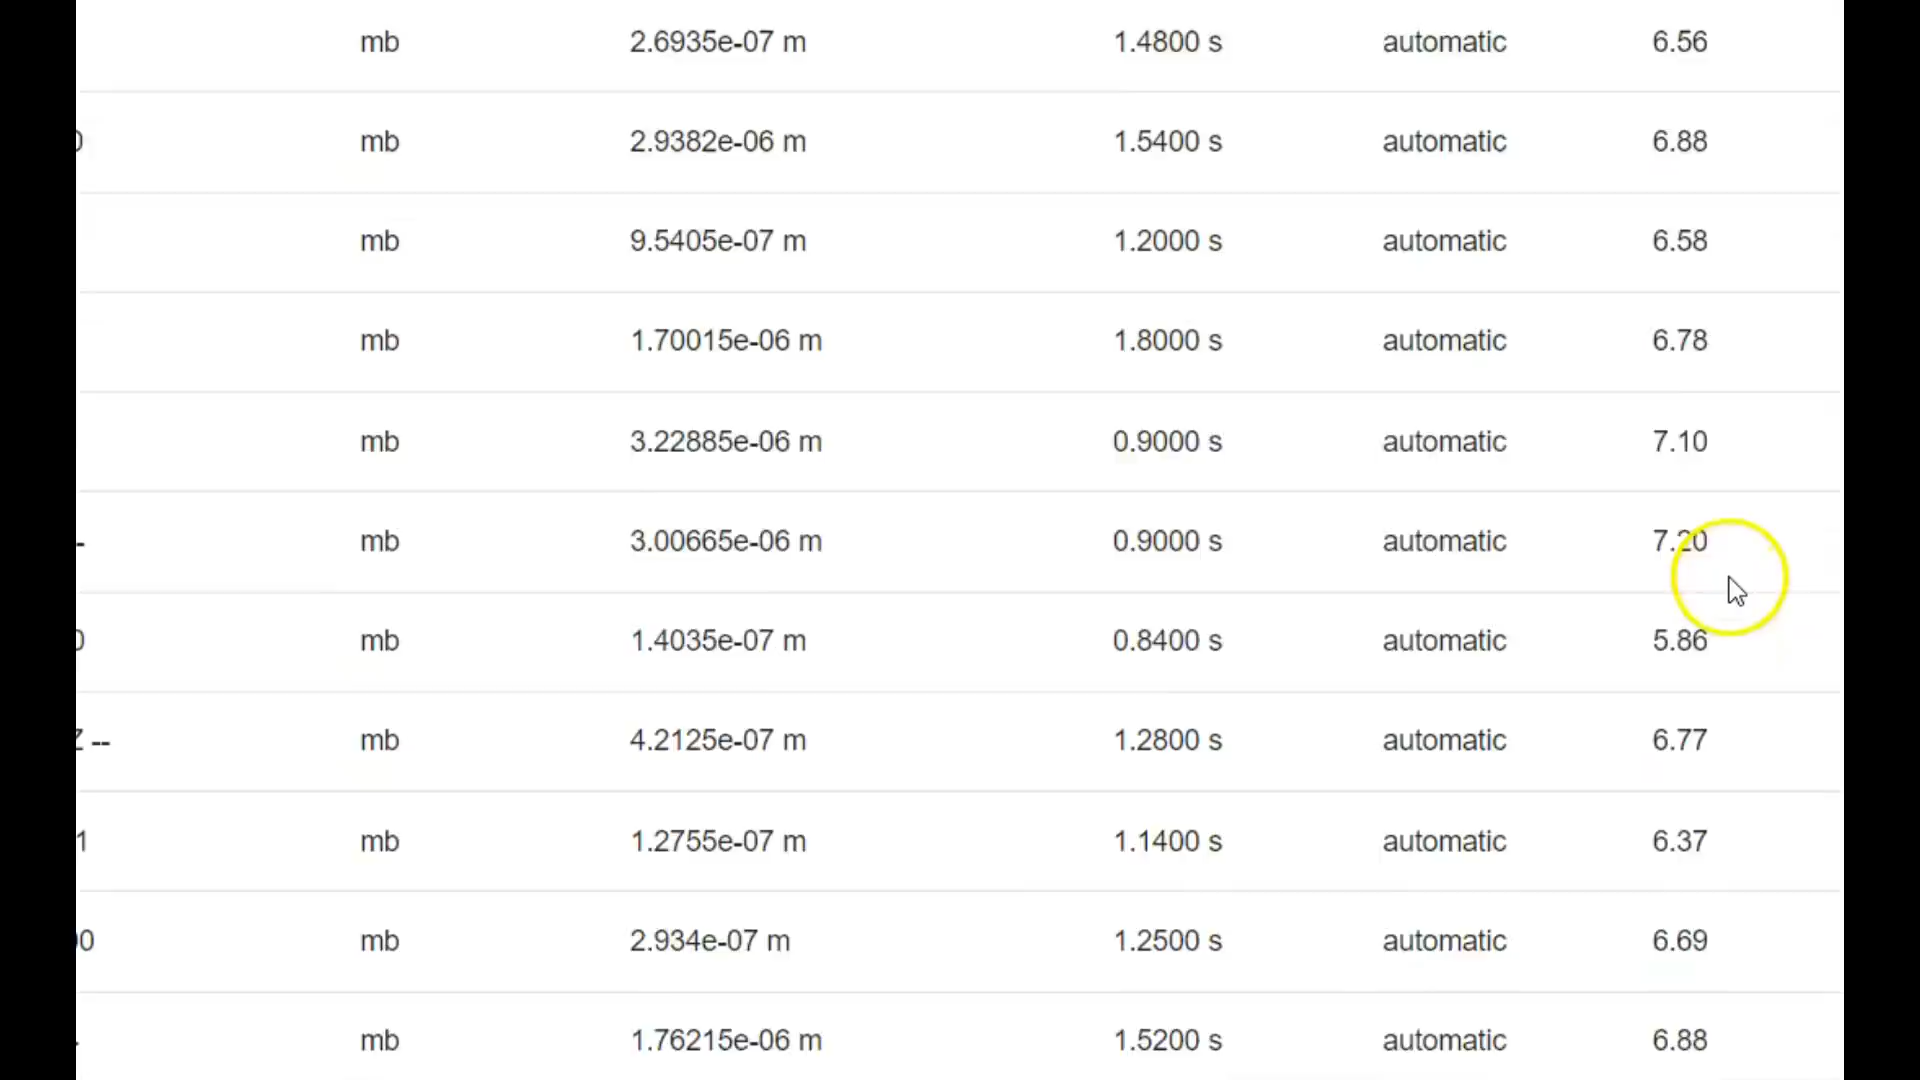 mb 2.6935e-07 m 1.4800 s automatic 6.56
mb 2.9382e-06 m 1.5400 s automatic 6.88
mb 9.5405e-07 m 1.2000 s automatic 6.58
mb 1.70015e-06 m 1.8000 s automatic 6.78
mb 3.22885e-06 m 0.9000 s automatic 7.10
- mb 3.00665e-06 m 0.9000 s automatic 7.20
0 mb 1.4035e-07 m 0.8400 s automatic 5.86
Z -- mb 4.2125e-07 m 1.2800 s automatic 6.77
1 mb 1.2755e-07 m 1.1400 s automatic 6.37
00 mb 2.934e-07 m 1.2500 s automatic 6.69
mb 1.76215e-06 m 1.5200 s automatic 6.88